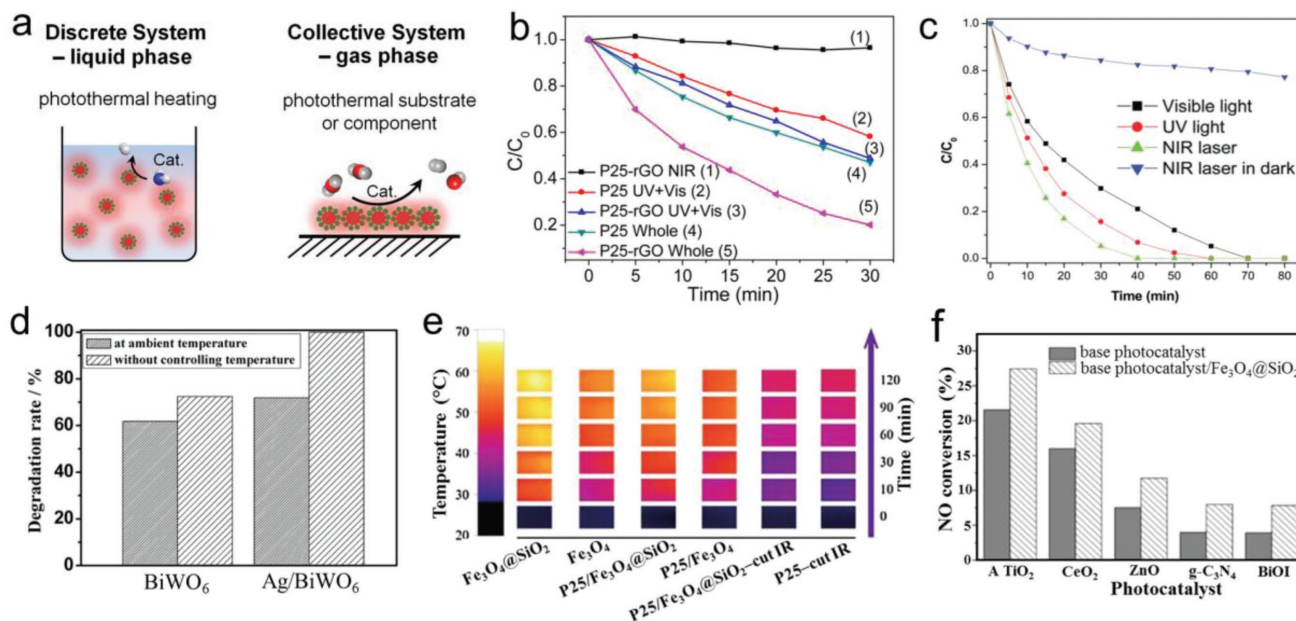 a
Discrete System
– liquid phase
photothermal heating
Cat.
Collective System
– gas phase
photothermal substrate
or component
Cat.
b
C/C0
1.0
0.8
0.6
0.4
0.2
(1)
(2)
(3)
(4)
(5)
P25-rGO NIR (1)
P25 UV+Vis (2)
P25-rGO UV+Vis (3)
P25 Whole (4)
P25-rGO Whole (5)
0 5 10 15 20 25 30
Time (min)
c
C/C0
1.0
0.8
0.6
0.4
0.2
0.0
Visible light
UV light
NIR laser
NIR laser in dark
0 10 20 30 40 50 60 70 80
Time (min)
d
Degradation rate / %
100
80
60
40
20
0
at ambient temperature
without controlling temperature
BiWO6
Ag/BiWO6
e
Temperature (°C)
70
60
50
40
30
20
120
90
60
30
10
0
Time (min)
Fe3O4@SiO2
Fe3O4
P25/Fe3O4@SiO2
P25/Fe3O4
P25/Fe3O4@SiO2–cut IR
P25–cut IR
f
NO conversion (%)
30
25
20
15
10
5
0
base photocatalyst
base photocatalyst/Fe3O4@SiO2
A TiO2
CeO2
ZnO
g-C3N4
BiOI
Photocatalyst